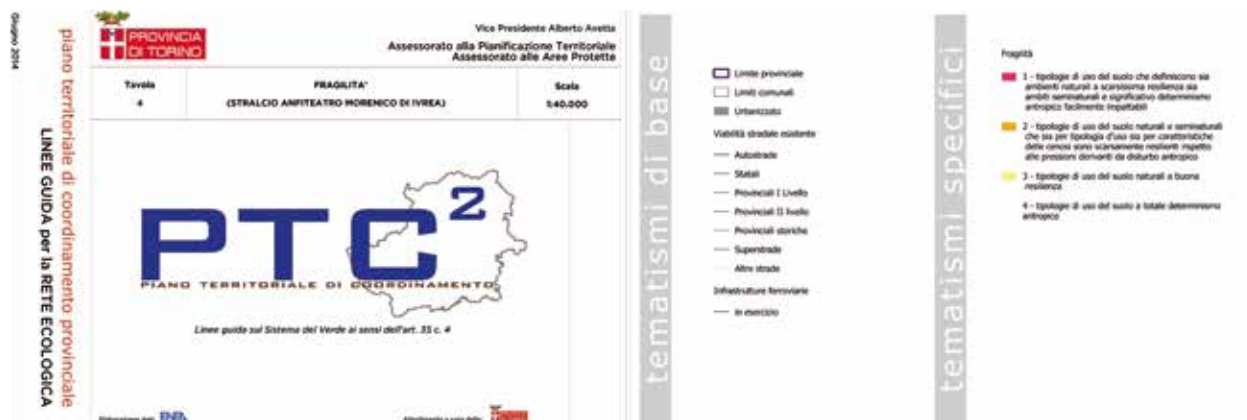 Giugno 2014
piano territoriale di coordinamento provinciale
LINEE GUIDA per la RETE ECOLOGICA
PROVINCIA
DI TORINO
Vice Presidente Alberto Avetta
Assessorato alla Pianificazione Territoriale
Assessorato alle Aree Protette
Tavola
4
FRAGILITA'
(STRALCIO ANFITEATRO MORENICO DI IVREA)
Scala
1:40.000
PTC2
PIANO TERRITORIALE DI COORDINAMENTO
Linee guida sul Sistema del Verde ai sensi dell'art. 35 c. 4
tematismi di base
Limite provinciale
Limiti comunali
Urbanizzato
Viabilità stradale esistente
Autostrade
Statali
Provinciali I Livello
Provinciali II livello
Provinciali storiche
Superstrade
Altre strade
Infrastrutture ferroviarie
in esercizio
tematismi specifici
Fragilità
1 - tipologie di uso del suolo che definiscono sia
ambienti naturali a scarsissima resilienza sia
ambiti seminaturali e significativo determinismo
antropico facilmente impattabili
2 - tipologie di uso del suolo naturali e seminaturali
che sia per tipologia d'uso sia per caratteristiche
delle cenosi sono scarsamente resilienti rispetto
alle pressioni derivanti da disturbo antropico
3 - tipologie di uso del suolo naturali a buona
resilienza
4 - tipologie di uso del suolo a totale determinismo
antropico